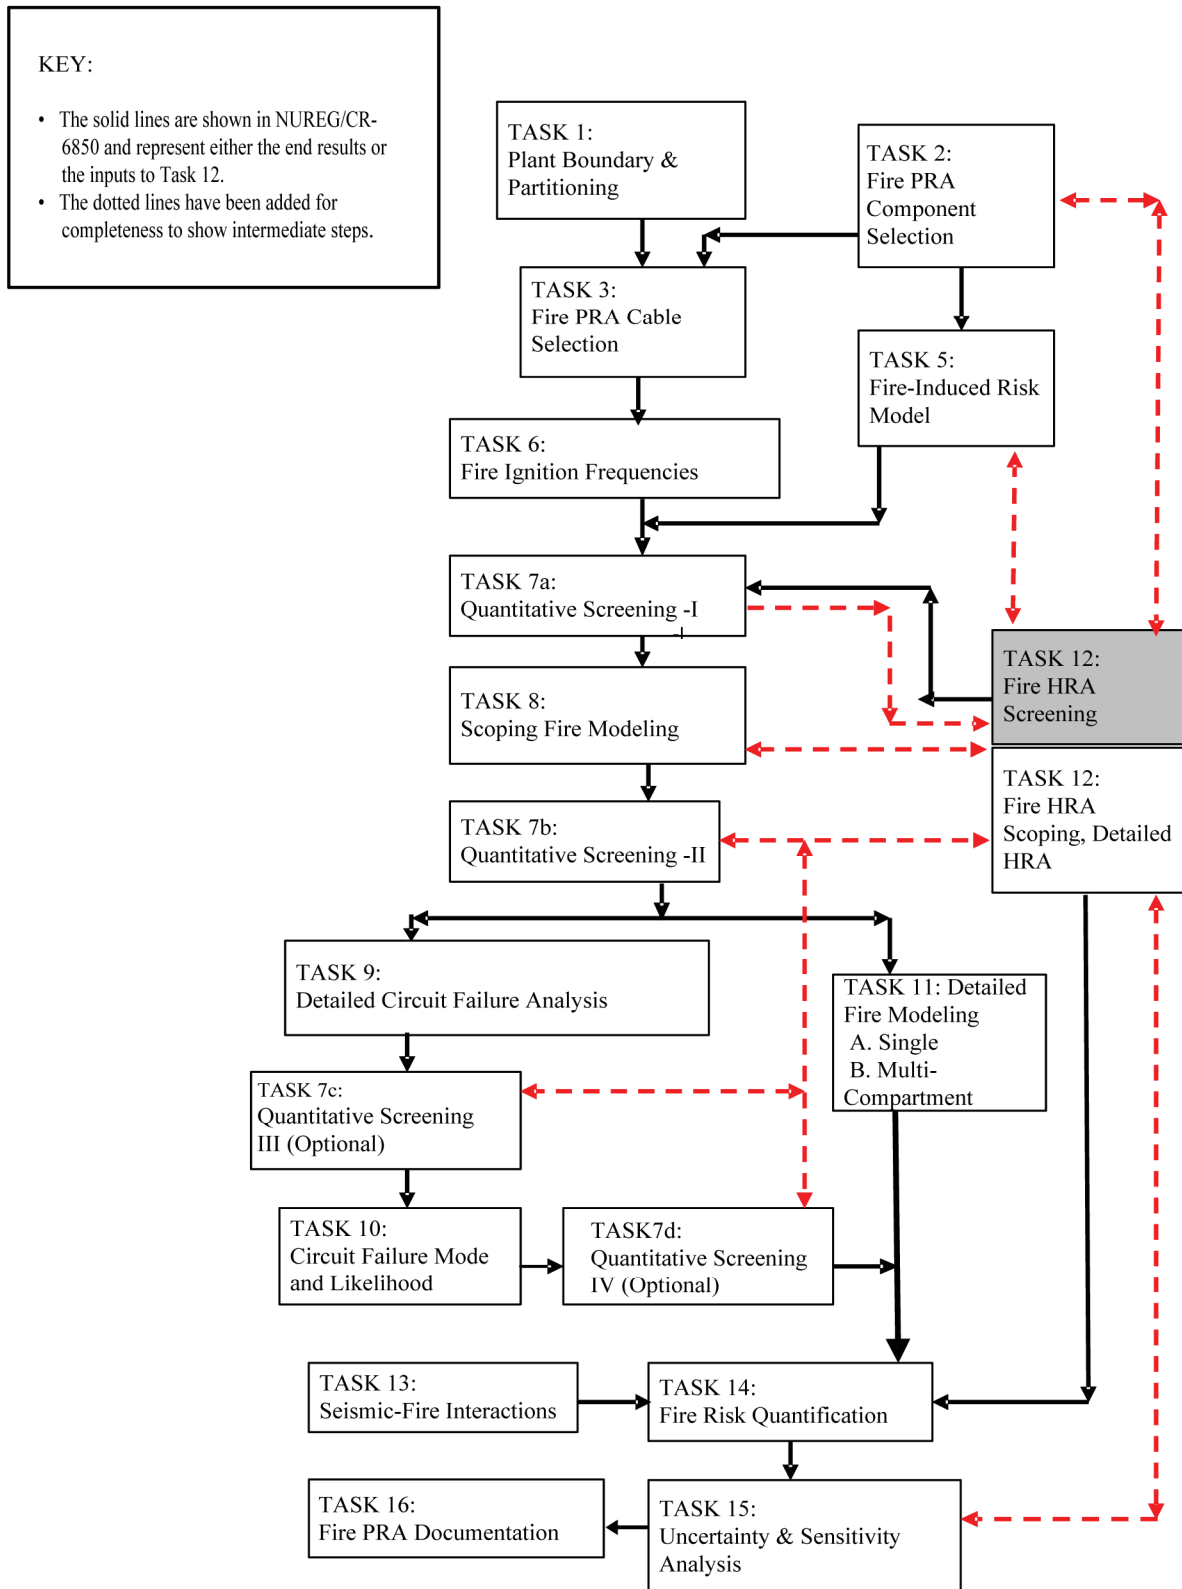 KEY:
• The solid lines are shown in NUREG/CR-
6850 and represent either the end results or
the inputs to Task 12.
• The dotted lines have been added for
completeness to show intermediate steps.
TASK 1:
Plant Boundary &
Partitioning
TASK 2:
Fire PRA
Component
Selection
TASK 3:
Fire PRA Cable
Selection
TASK 5:
Fire-Induced Risk
Model
TASK 6:
Fire Ignition Frequencies
TASK 7a:
Quantitative Screening -I
-I
TASK 12:
Fire HRA
Screening
TASK 8:
Scoping Fire Modeling
TASK 12:
Fire HRA
Scoping, Detailed
HRA
TASK 7b:
Quantitative Screening -II
TASK 9:
Detailed Circuit Failure Analysis
TASK 11: Detailed
Fire Modeling
A. Single
B. Multi-
Compartment
TASK 7c:
Quantitative Screening
III (Optional)
TASK 10:
Circuit Failure Mode
and Likelihood
TASK7d:
Quantitative Screening
IV (Optional)
TASK 13:
Seismic-Fire Interactions
TASK 14:
Fire Risk Quantification
TASK 16:
Fire PRA Documentation
TASK 15:
Uncertainty & Sensitivity
Analysis